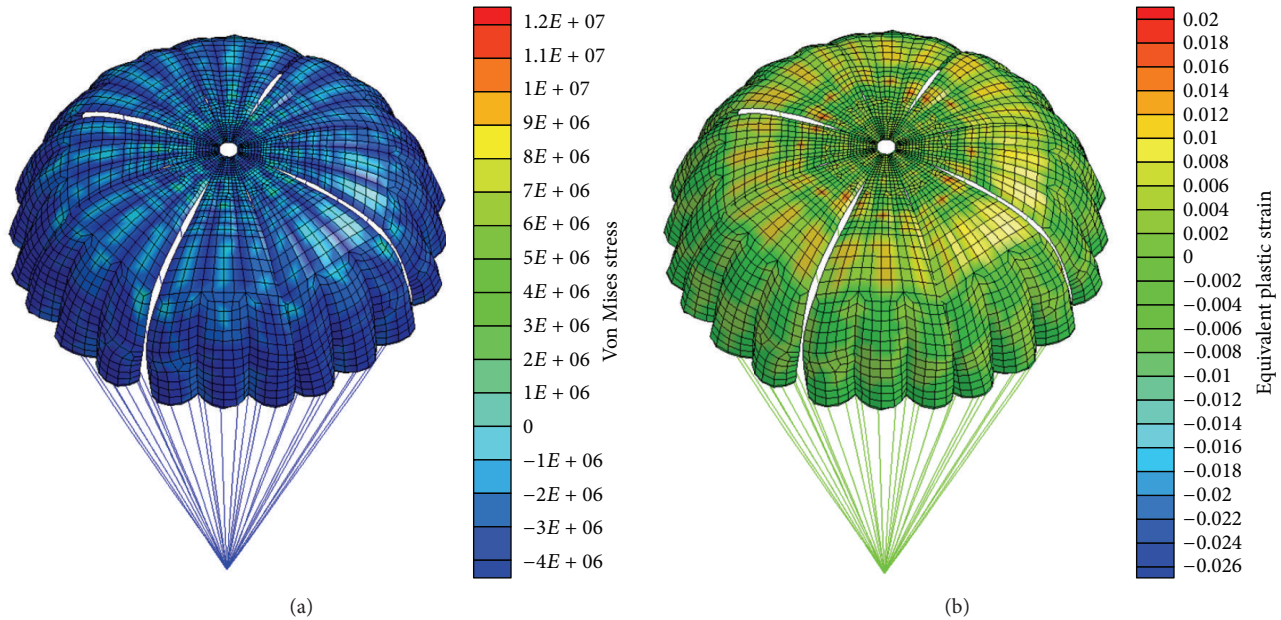 1.2E + 07
1.1E + 07
1E + 07
9E + 06
8E + 06
7E + 06
6E + 06
5E + 06
4E + 06
3E + 06
2E + 06
1E + 06
0
−1E + 06
−2E + 06
−3E + 06
−4E + 06
Von Mises stress
(a)
0.02
0.018
0.016
0.014
0.012
0.01
0.008
0.006
0.004
0.002
0
−0.002
−0.004
−0.006
−0.008
−0.01
−0.012
−0.014
−0.016
−0.018
−0.02
−0.022
−0.024
−0.026
Equivalent plastic strain
(b)